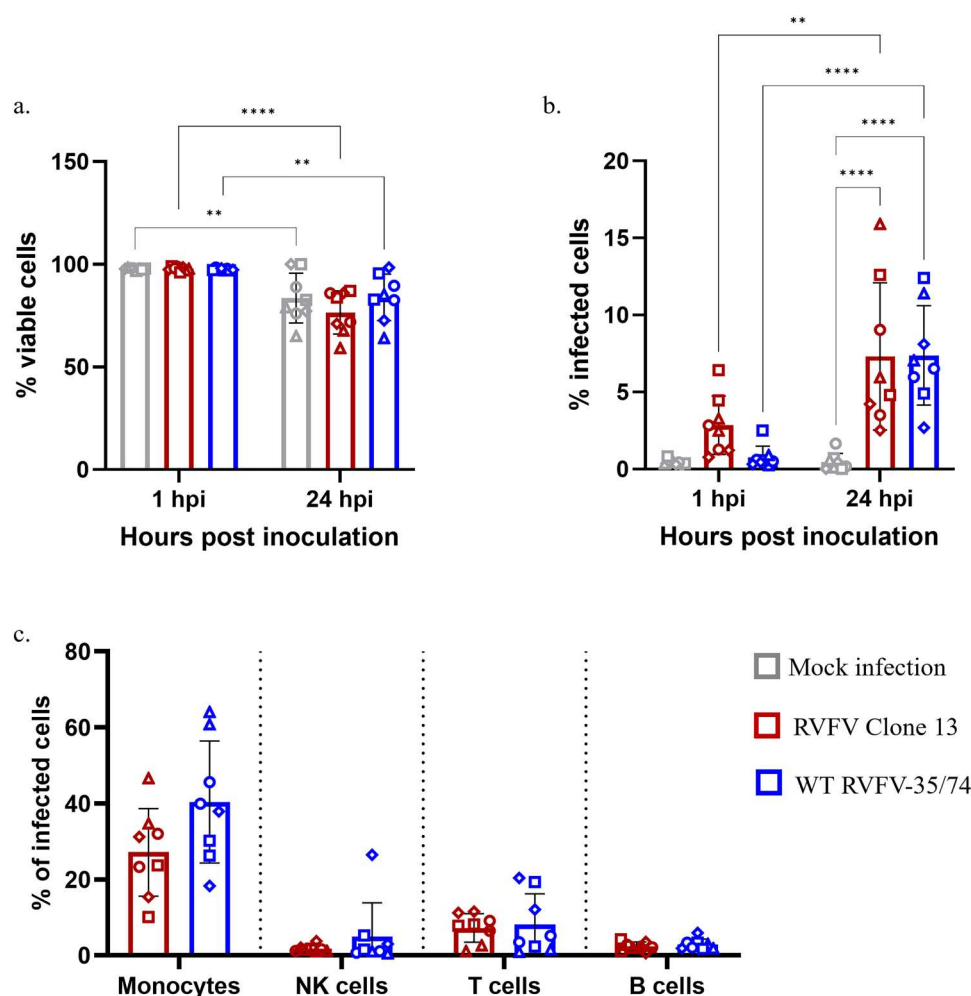 a.
****
**
**
150
100
50
0
% viable cells
1 hpi 24 hpi
Hours post inoculation
b.
**
****
****
****
20
15
10
5
0
% infected cells
1 hpi 24 hpi
Hours post inoculation
c.
80
60
40
20
0
% of infected cells
Monocytes NK cells T cells B cells
Mock infection
RVFV Clone 13
WT RVFV-35/74